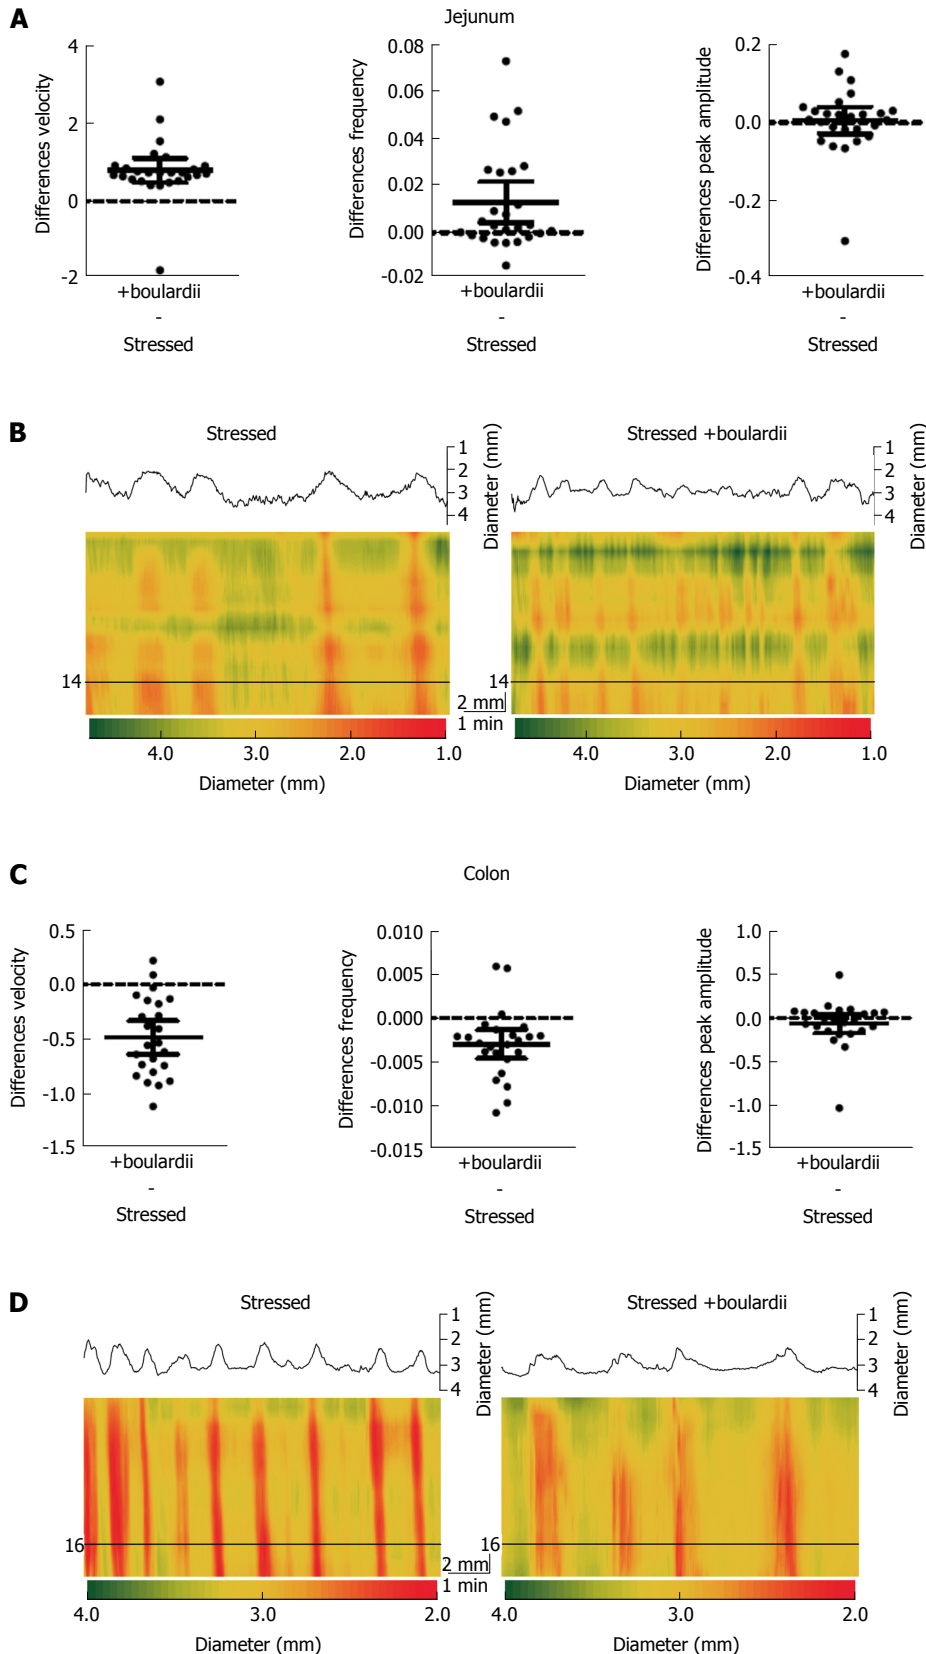 A
Jejunum
Differences velocity
4
2
0
-2
+boulardii
-
Stressed
Differences frequency
0.08
0.06
0.04
0.02
0.00
-0.02
+boulardii
-
Stressed
Differences peak amplitude
0.2
0.0
-0.2
-0.4
+boulardii
-
Stressed
B
Stressed
1
2
3
4
Diameter (mm)
14
2 mm
1 min
4.0 3.0 2.0 1.0
Diameter (mm)
Stressed +boulardii
1
2
3
4
Diameter (mm)
14
4.0 3.0 2.0 1.0
Diameter (mm)
C
Colon
Differences velocity
0.5
0.0
-0.5
-1.0
-1.5
+boulardii
-
Stressed
Differences frequency
0.010
0.005
0.000
-0.005
-0.010
-0.015
+boulardii
-
Stressed
Differences peak amplitude
1.0
0.5
0.0
-0.5
-1.0
-1.5
+boulardii
-
Stressed
D
Stressed
1
2
3
4
Diameter (mm)
16
2 mm
1 min
4.0 3.0 2.0
Diameter (mm)
Stressed +boulardii
1
2
3
4
Diameter (mm)
16
4.0 3.0 2.0
Diameter (mm)